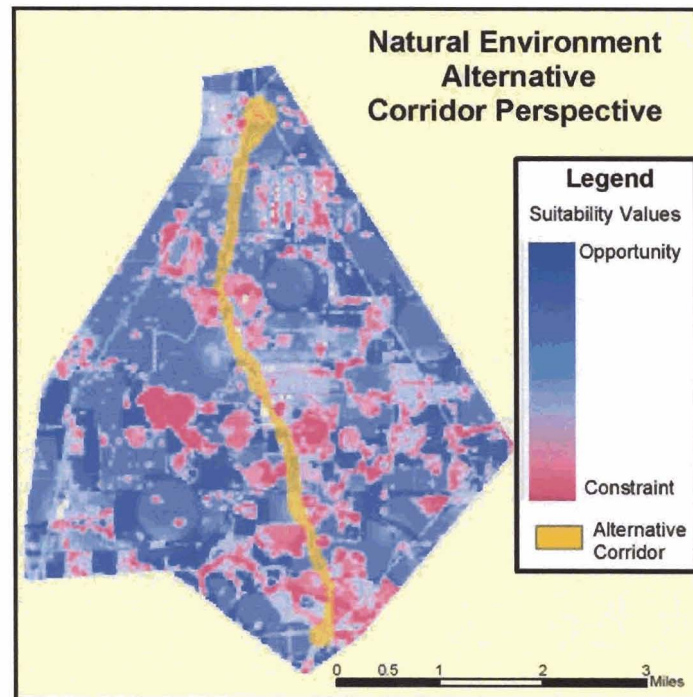 Natural Environment
Alternative
Corridor Perspective
Legend
Suitability Values
Opportunity
Constraint
Alternative
Corridor
0 0.5 1 2 3
Miles